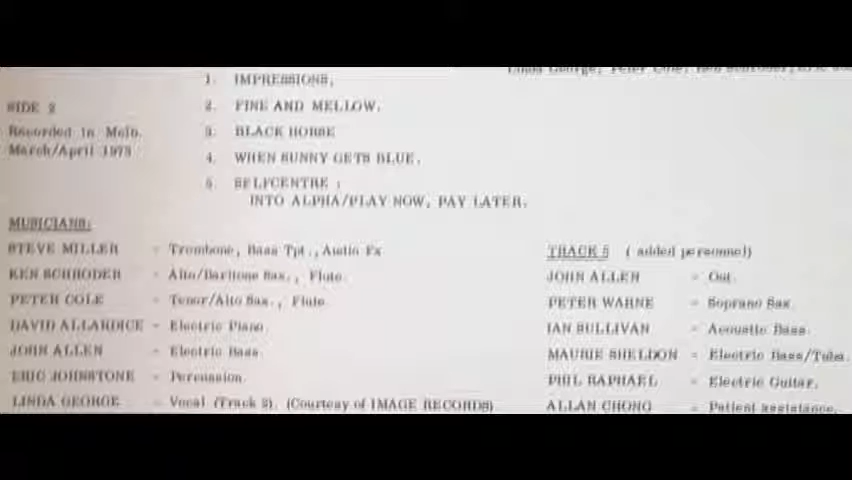 1. IMPRESSIONS,
SIDE 2
2. FINE AND MELLOW.
Recorded in Melb.
3. BLACK HORSE
March/April 1973
4. WHEN SUNNY GETS BLUE.
5. SELFCENTRE ;
INTO ALPHA/PLAY NOW, PAY LATER.
MUSICIANS:
STEVE MILLER - Trombone, Bass Tpt., Audio Fx
KEN SCHRODER - Alto/Baritone Sax., Flute.
PETER COLE - Tenor/Alto Sax., Flute
DAVID ALLARDICE - Electric Piano.
JOHN ALLEN - Electric Bass.
ERIC JOHNSTONE - Percussion.
LINDA GEORGE - Vocal (Track 2). (Courtesy of IMAGE RECORDS)
TRACK 5 (added personnel)
JOHN ALLEN - Out.
PETER WARNE - Soprano Sax.
IAN SULLIVAN - Acoustic Bass.
MAURIE SHELDON - Electric Bass/Tuba.
PHIL RAPHAEL - Electric Guitar.
ALLAN CHONG - Patient assistance.